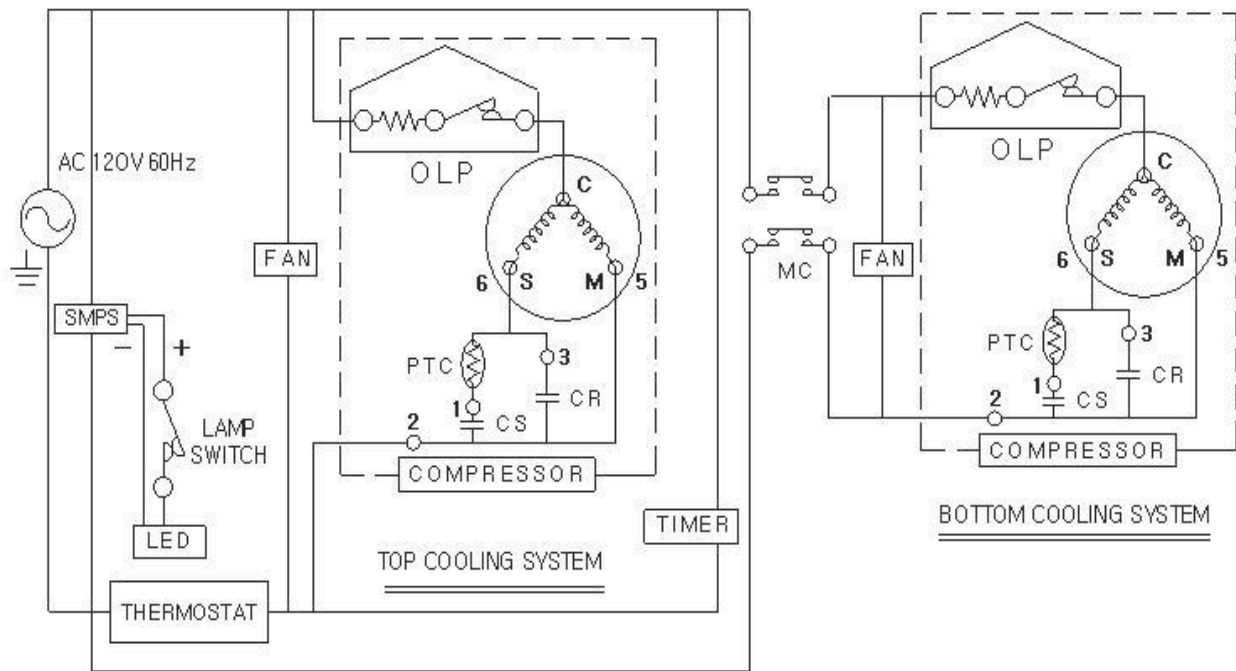 AC 120V 60Hz
SMPS
−
+
LAMP
SWITCH
LED
THERMOSTAT
FAN
OLP
C
6
S
M
5
PTC
3
1
CR
CS
2
COMPRESSOR
TOP COOLING SYSTEM
TIMER
MC
FAN
OLP
C
6
S
M
5
PTC
3
1
CR
CS
2
COMPRESSOR
BOTTOM COOLING SYSTEM